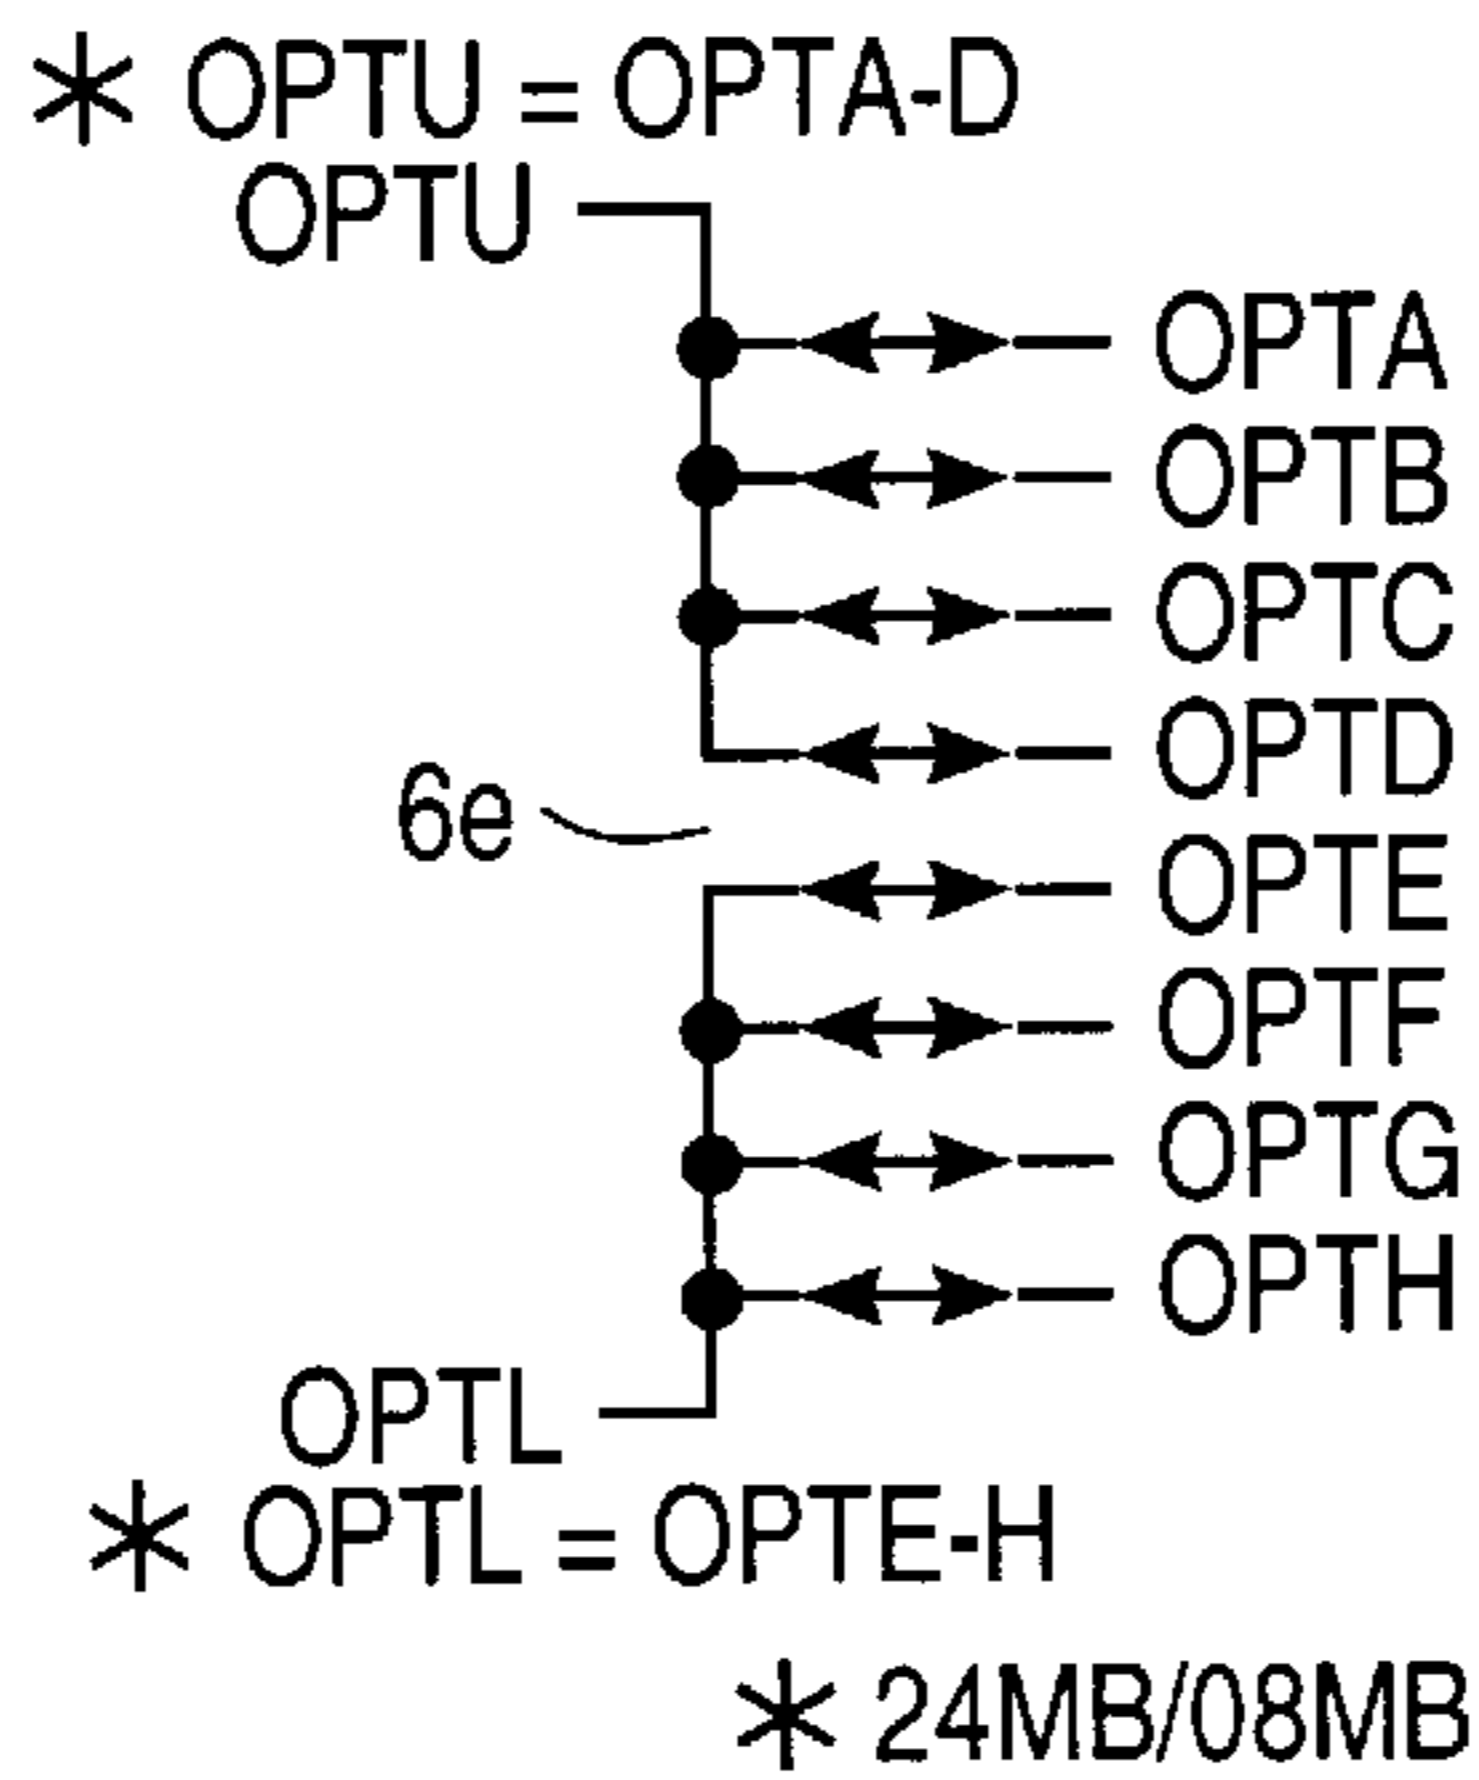 * OPTU = OPTA-D
OPTU
OPTA
OPTB
OPTC
OPTD
6e
OPTE
OPTF
OPTG
OPTH
OPTL
* OPTL = OPTE-H
* 24MB/08MB